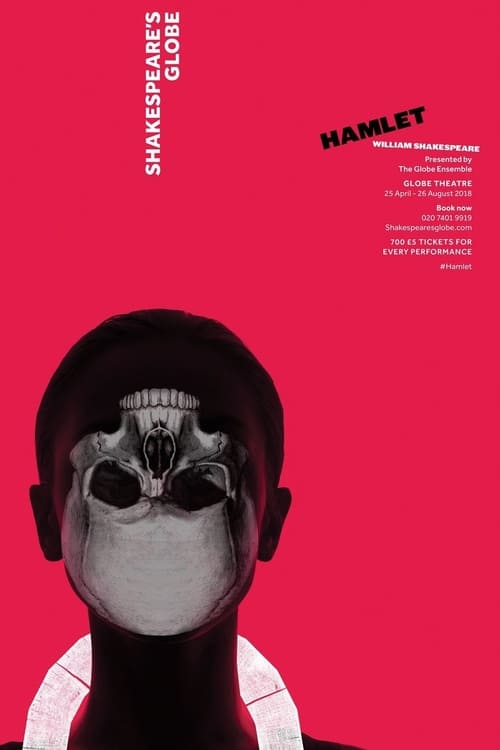 SHAKESPEARE'S
GLOBE
HAMLET
WILLIAM SHAKESPEARE
Presented by
The Globe Ensemble
GLOBE THEATRE
25 April - 26 August 2018
Book now
020 7401 9919
Shakespearesglobe.com
700 £5 TICKETS FOR
EVERY PERFORMANCE
#Hamlet